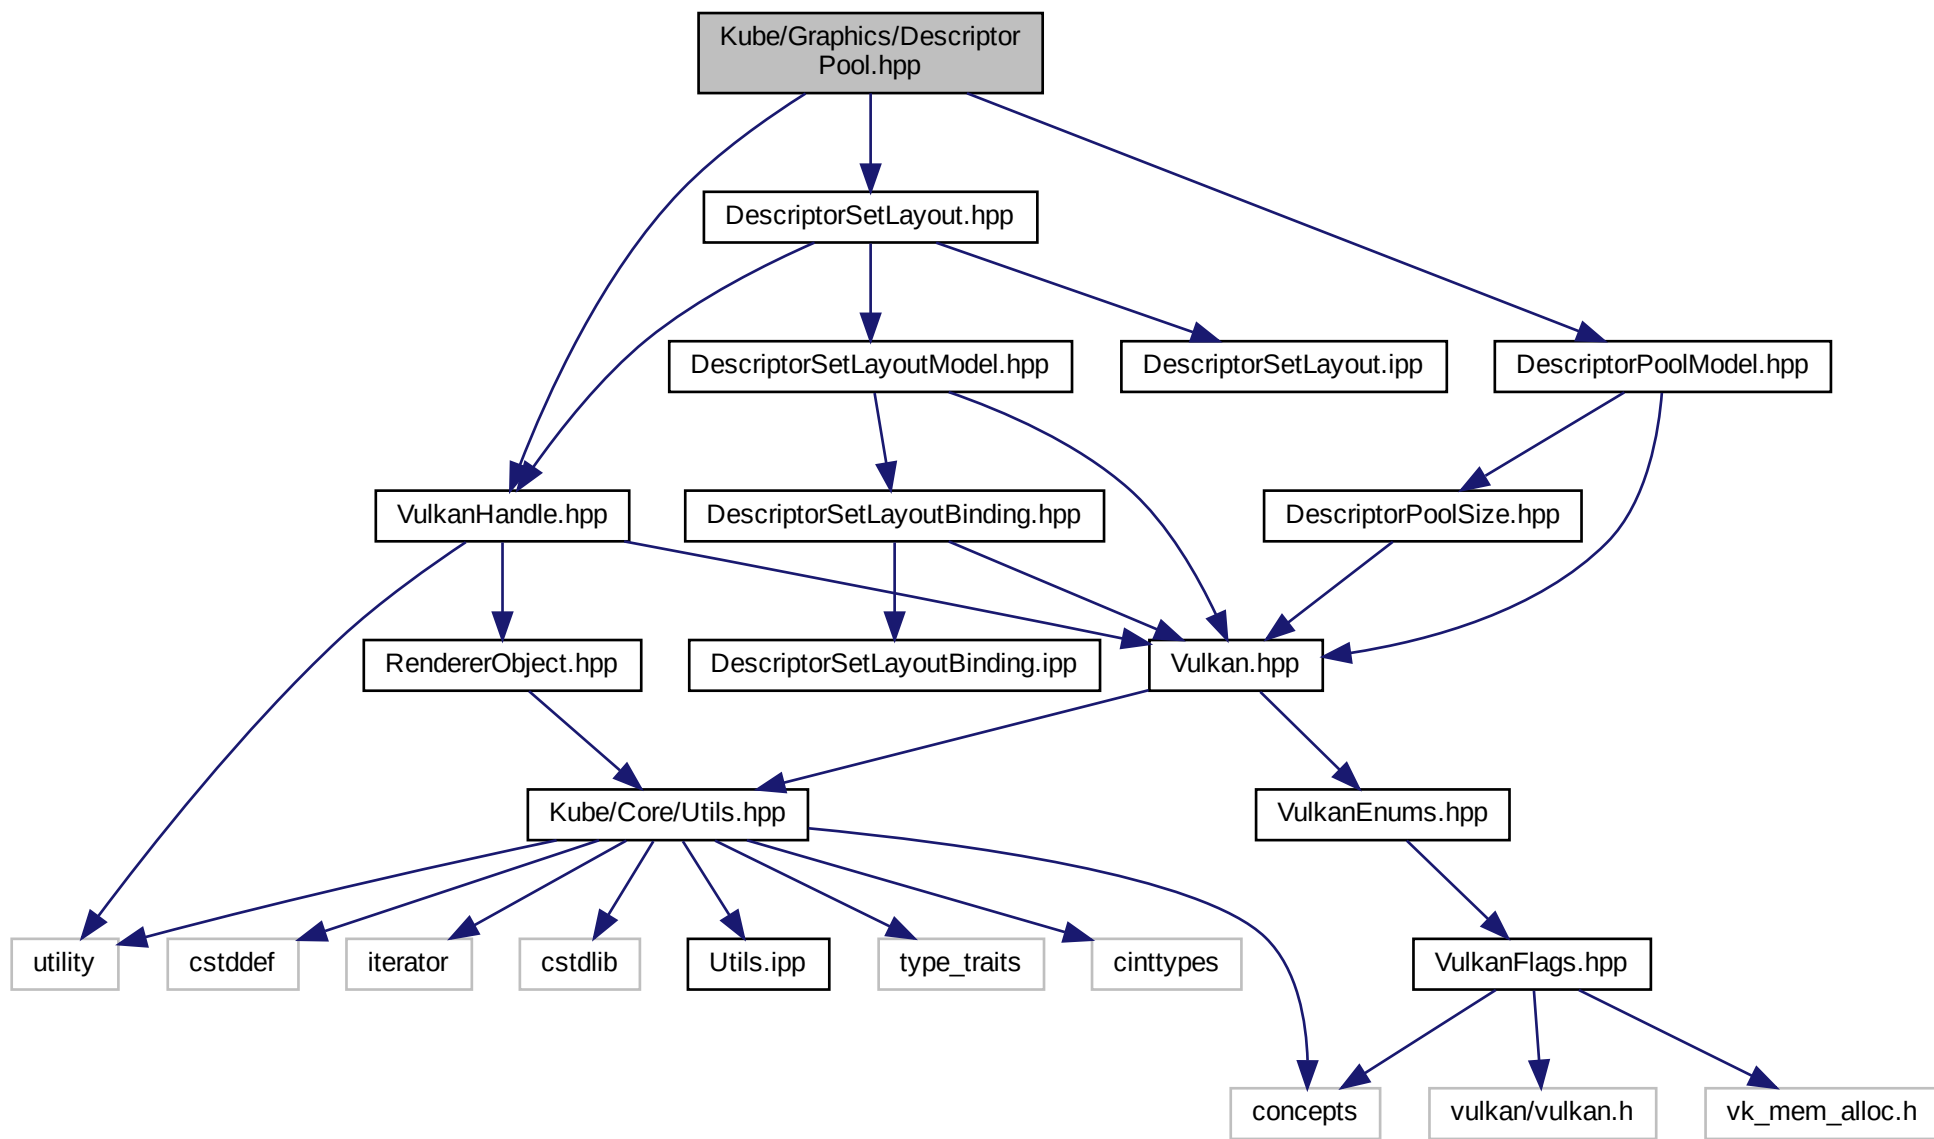 Kube/Graphics/Descriptor
Pool.hpp
DescriptorSetLayout.hpp
DescriptorSetLayoutModel.hpp
DescriptorSetLayout.ipp
DescriptorPoolModel.hpp
VulkanHandle.hpp
DescriptorSetLayoutBinding.hpp
DescriptorPoolSize.hpp
RendererObject.hpp
DescriptorSetLayoutBinding.ipp
Vulkan.hpp
Kube/Core/Utils.hpp
VulkanEnums.hpp
utility
cstddef
iterator
cstdlib
Utils.ipp
type_traits
cinttypes
VulkanFlags.hpp
concepts
vulkan/vulkan.h
vk_mem_alloc.h